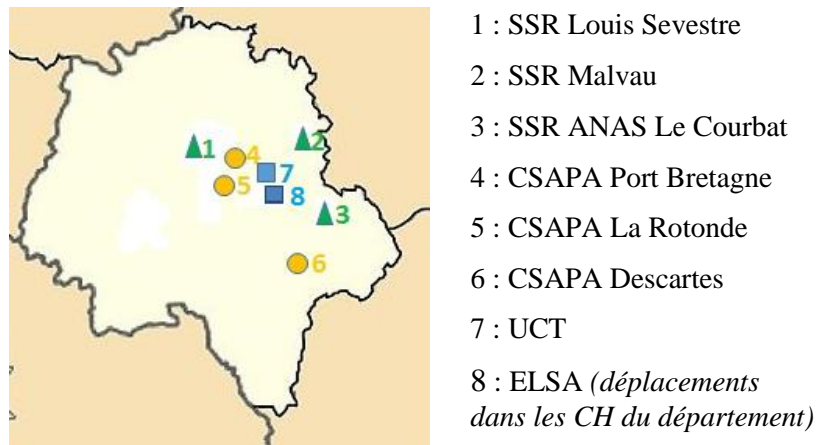 1 : SSR Louis Sevestre
2 : SSR Malvau
3 : SSR ANAS Le Courbat
4 : CSAPA Port Bretagne
5 : CSAPA La Rotonde
6 : CSAPA Descartes
7 : UCT
8 : ELSA (déplacements
dans les CH du département)
1
2
4
7
5
8
3
6